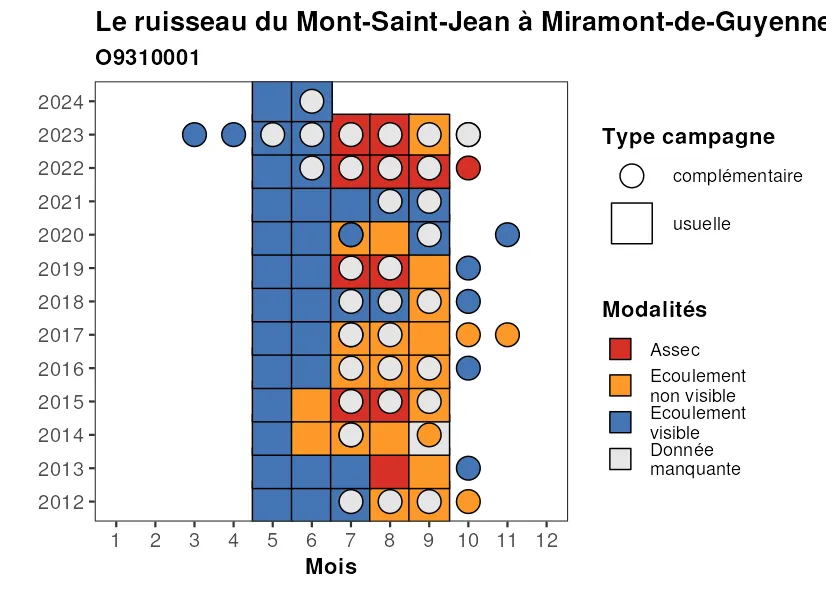 Le ruisseau du Mont-Saint-Jean à Miramont-de-Guyenne
O9310001
2024
2023
2022
2021
2020
2019
2018
2017
2016
2015
2014
2013
2012
1 2 3 4 5 6 7 8 9 10 11 12
Mois
Type campagne
complémentaire
usuelle
Modalités
Assec
Ecoulement
non visible
Ecoulement
visible
Donnée
manquante